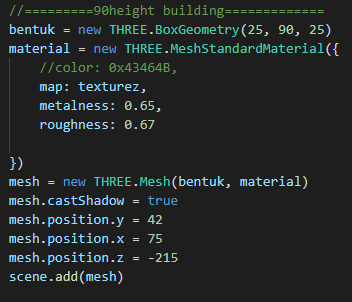 //=========90height building=============
bentuk = new THREE.BoxGeometry(25, 90, 25)
material = new THREE.MeshStandardMaterial({
//color: 0x43464B,
map: texturez,
metalness: 0.65,
roughness: 0.67
})
mesh = new THREE.Mesh(bentuk, material)
mesh.castShadow = true
mesh.position.y = 42
mesh.position.x = 75
mesh.position.z = -215
scene.add(mesh)